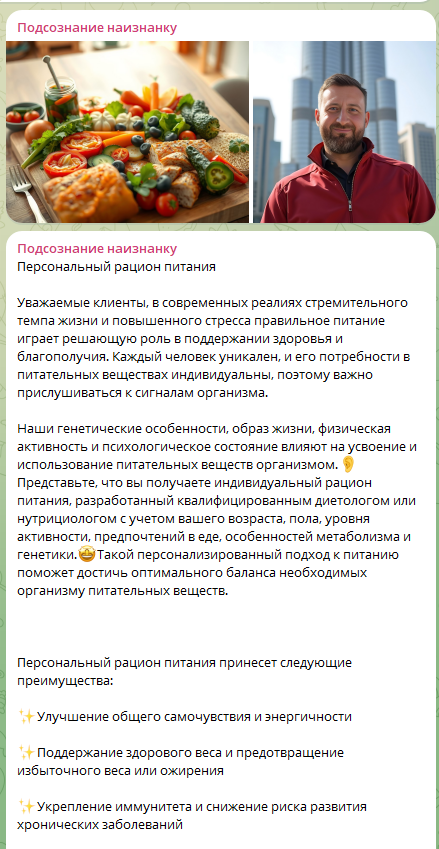 Подсознание наизнанку
Подсознание наизнанку
Персональный рацион питания
Уважаемые клиенты, в современных реалиях стремительного
темпа жизни и повышенного стресса правильное питание
играет решающую роль в поддержании здоровья и
благополучия. Каждый человек уникален, и его потребности в
питательных веществах индивидуальны, поэтому важно
прислушиваться к сигналам организма.
Наши генетические особенности, образ жизни, физическая
активность и психологическое состояние влияют на усвоение и
использование питательных веществ организмом.👂
Представьте, что вы получаете индивидуальный рацион
питания, разработанный квалифицированным диетологом или
нутрициологом с учетом вашего возраста, пола, уровня
активности, предпочтений в еде, особенностей метаболизма и
генетики.🤩Такой персонализированный подход к питанию
поможет достичь оптимального баланса необходимых
организму питательных веществ.
Персональный рацион питания принесет следующие
преимущества:
✨Улучшение общего самочувствия и энергичности
✨Поддержание здорового веса и предотвращение
избыточного веса или ожирения
✨Укрепление иммунитета и снижение риска развития
хронических заболеваний